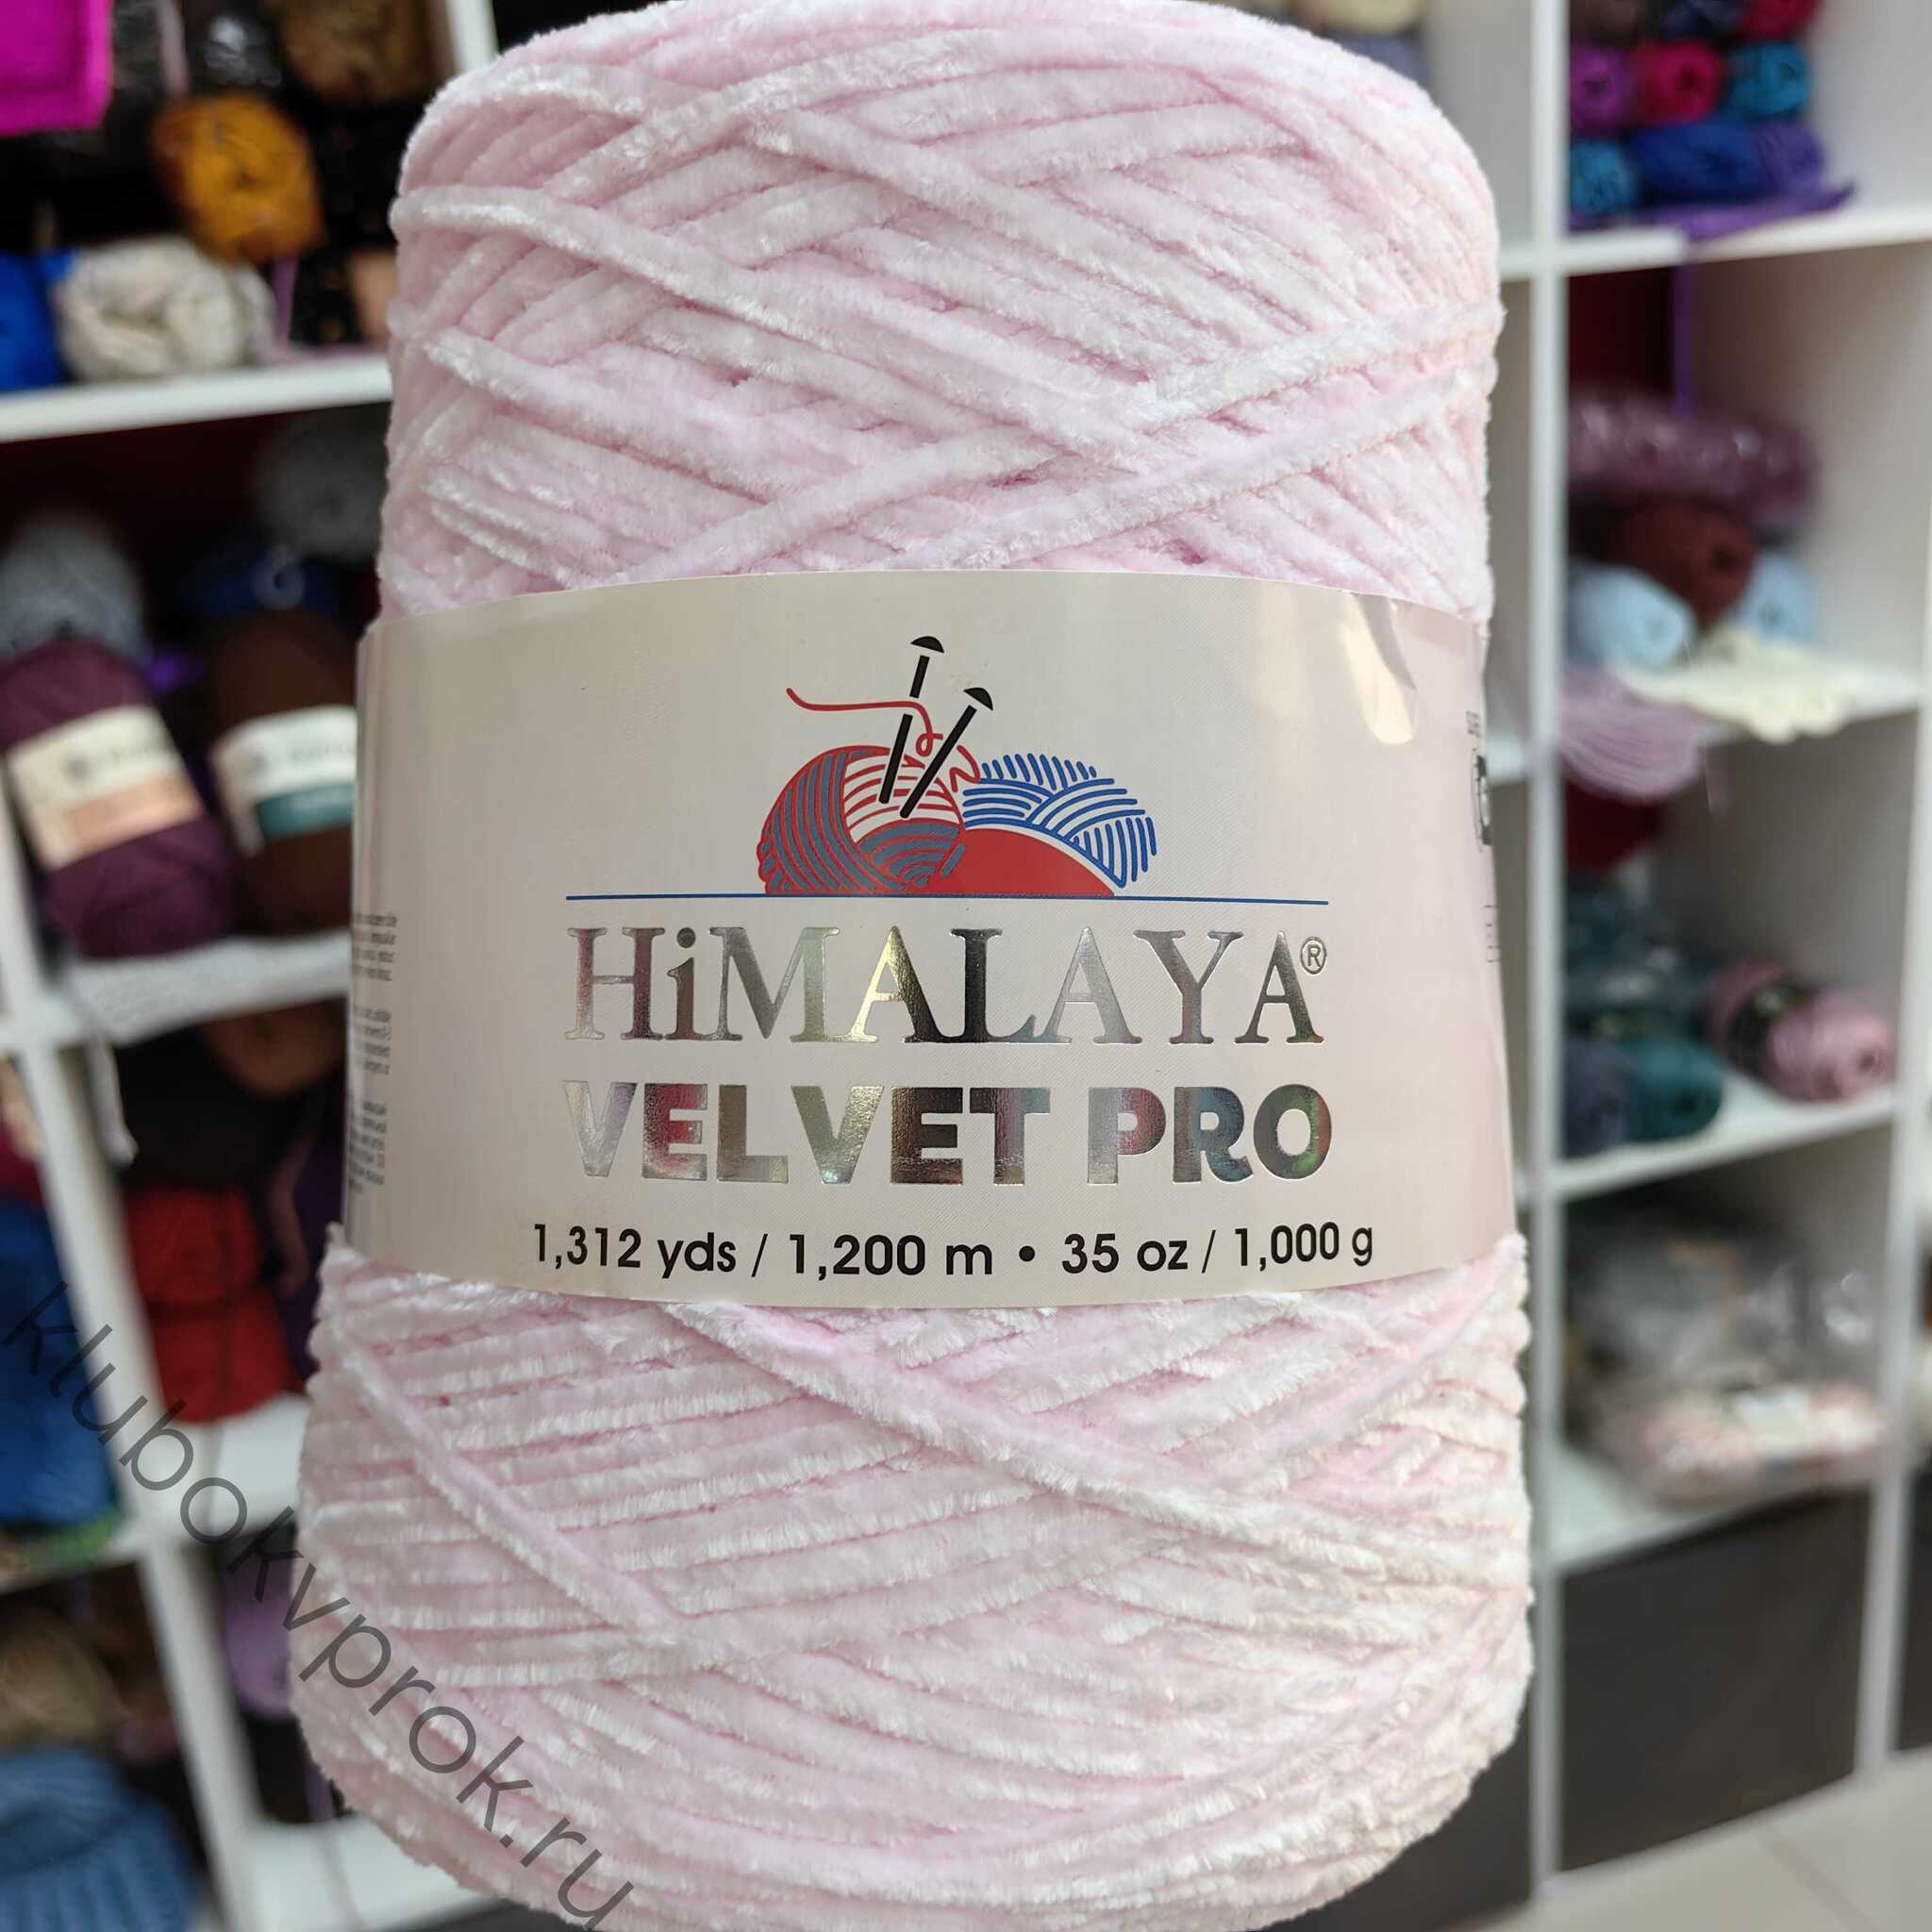 HiMALAYA®
VELVET PRO
1,312 yds / 1,200 m • 35 oz / 1,000 g
klubokvprok.ru